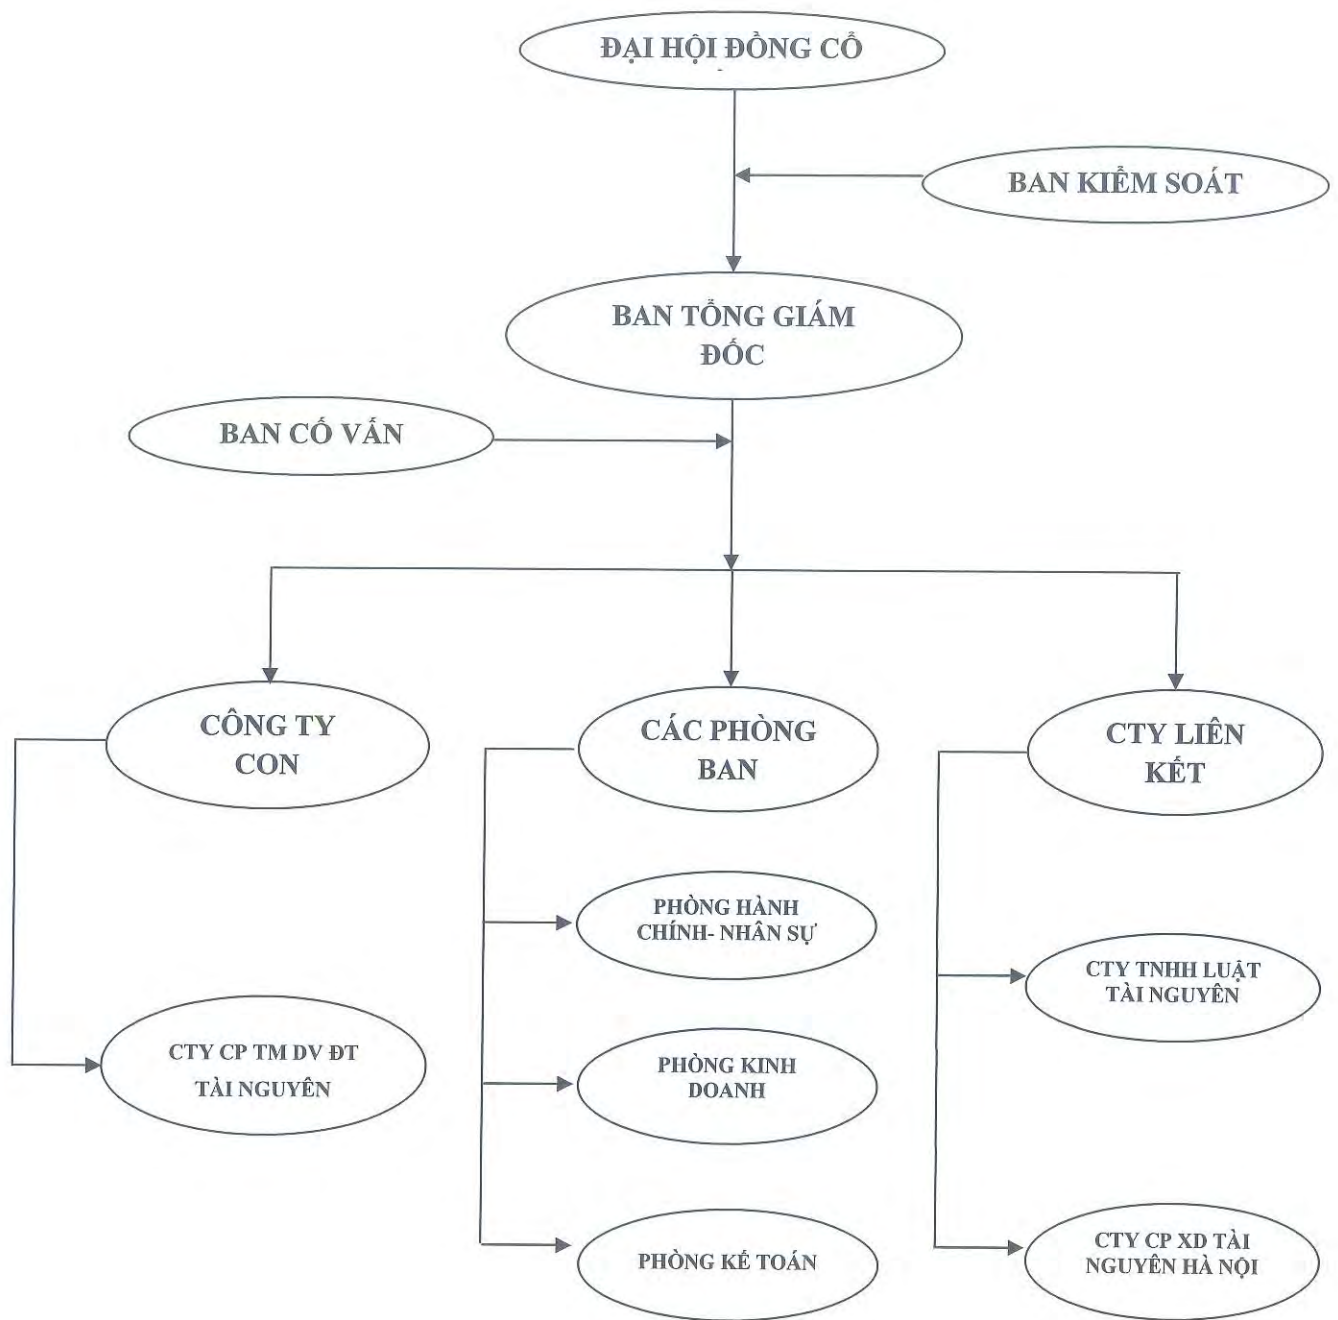 ĐẠI HỘI ĐỒNG CỔ
BAN KIỂM SOÁT
BAN TỔNG GIÁM
ĐỐC
BAN CỐ VẤN
CÔNG TY
CON
CÁC PHÒNG
BAN
CTY LIÊN
KẾT
PHÒNG HÀNH
CHÍNH- NHÂN SỰ
CTY TNHH LUẬT
TÀI NGUYÊN
CTY CP TM DV ĐT
TÀI NGUYÊN
PHÒNG KINH
DOANH
PHÒNG KẾ TOÁN
CTY CP XD TÀI
NGUYÊN HÀ NỘI